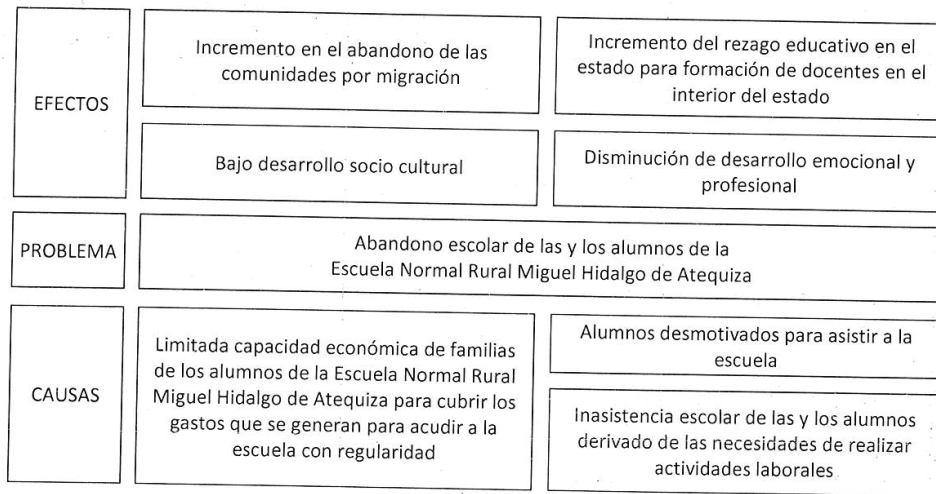 EFECTOS
Incremento en el abandono de las
comunidades por migración
Incremento del rezago educativo en el
estado para formación de docentes en el
interior del estado
Bajo desarrollo socio cultural
Disminución de desarrollo emocional y
profesional
PROBLEMA
Abandono escolar de las y los alumnos de la
Escuela Normal Rural Miguel Hidalgo de Atequiza
CAUSAS
Limitada capacidad económica de familias
de los alumnos de la Escuela Normal Rural
Miguel Hidalgo de Atequiza para cubrir los
gastos que se generan para acudir a la
escuela con regularidad
Alumnos desmotivados para asistir a la
escuela
Inasistencia escolar de las y los alumnos
derivado de las necesidades de realizar
actividades laborales